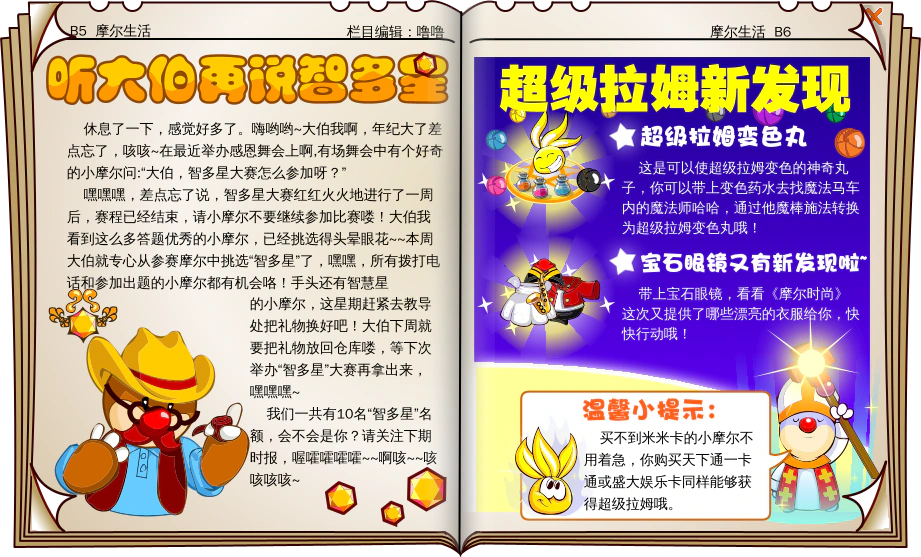 B5 摩尔生活
栏目编辑：噜噜
听大伯再说智多星
休息了一下，感觉好多了。嗨哟哟~大伯我啊，年纪大了差
点忘了，咳咳~在最近举办感恩舞会上啊,有场舞会中有个好奇
的小摩尔问:“大伯，智多星大赛怎么参加呀？”
嘿嘿嘿，差点忘了说，智多星大赛红红火火地进行了一周
后，赛程已经结束，请小摩尔不要继续参加比赛喽！大伯我
看到这么多答题优秀的小摩尔，已经挑选得头晕眼花~~本周
大伯就专心从参赛摩尔中挑选“智多星”了，嘿嘿，所有拨打电
话和参加出题的小摩尔都有机会咯！手头还有智慧星
的小摩尔，这星期赶紧去教导
处把礼物换好吧！大伯下周就
要把礼物放回仓库喽，等下次
举办“智多星”大赛再拿出来，
嘿嘿嘿~
我们一共有10名“智多星”名
额，会不会是你？请关注下期
时报，喔嚯嚯嚯嚯~~啊咳~~咳
咳咳咳~
摩尔生活 B6
超级拉姆新发现
超级拉姆变色丸
这是可以使超级拉姆变色的神奇丸
子，你可以带上变色药水去找魔法马车
内的魔法师哈哈，通过他魔棒施法转换
为超级拉姆变色丸哦！
宝石眼镜又有新发现啦~
带上宝石眼镜，看看《摩尔时尚》
这次又提供了哪些漂亮的衣服给你，快
快行动哦！
温馨小提示：
买不到米米卡的小摩尔不
用着急，你购买天下通一卡
通或盛大娱乐卡同样能够获
得超级拉姆哦。